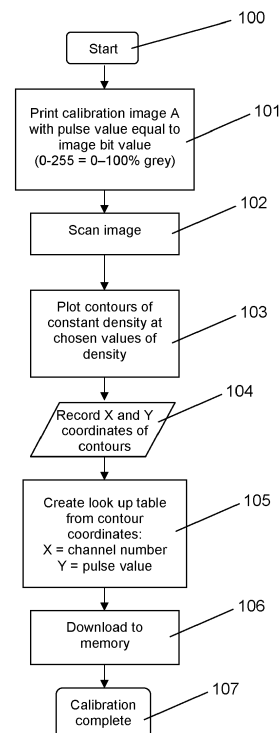 100
Start
101
Print calibration image A
with pulse value equal to
image bit value
(0-255 = 0–100% grey)
102
Scan image
103
Plot contours of
constant density at
chosen values of
density
104
Record X and Y
coordinates of
contours
105
Create look up table
from contour
coordinates:
X = channel number
Y = pulse value
106
Download to
memory
107
Calibration
complete